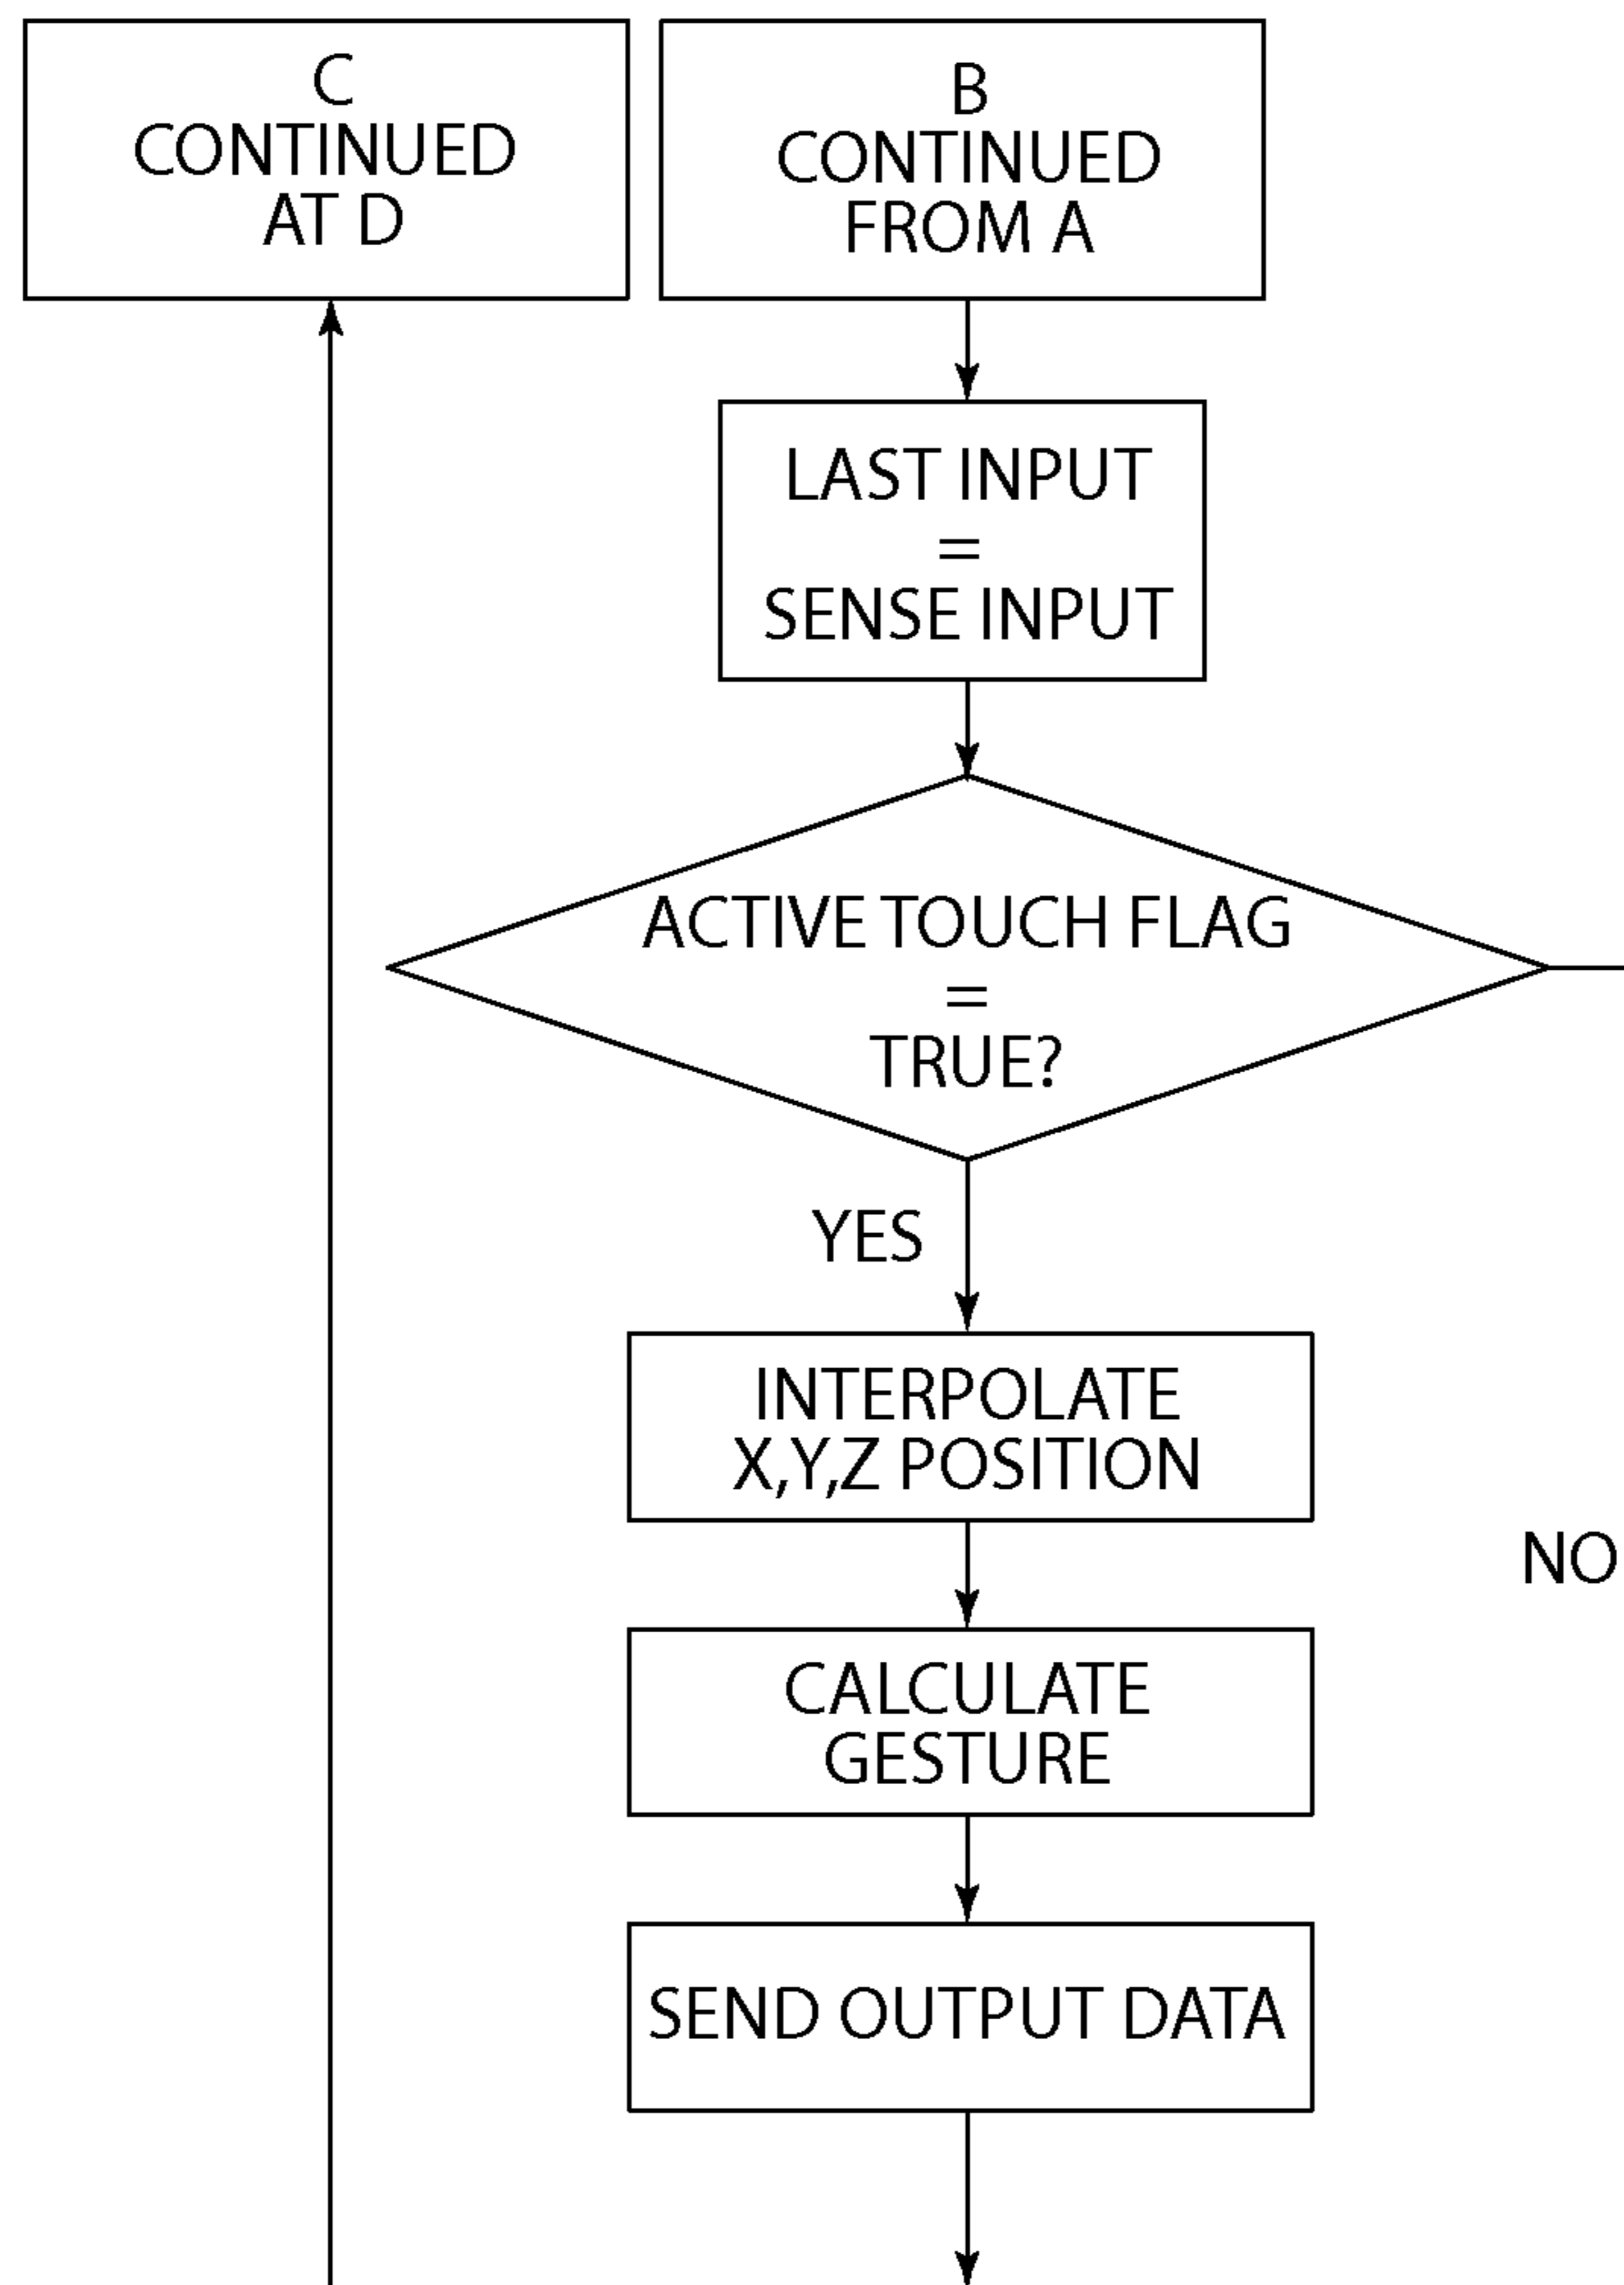 C
CONTINUED
AT D
B
CONTINUED
FROM A
LAST INPUT
=
SENSE INPUT
ACTIVE TOUCH FLAG
=
TRUE?
YES
INTERPOLATE
X,Y,Z POSITION
NO
CALCULATE
GESTURE
SEND OUTPUT DATA